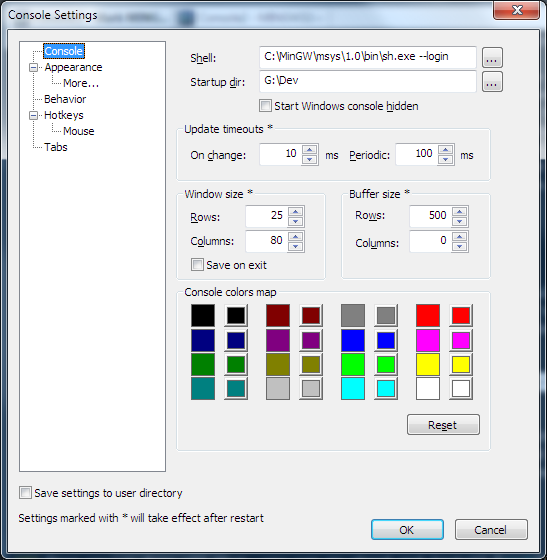 Console Settings
Console
Appearance
More...
Behavior
Hotkeys
Mouse
Tabs
Shell: C:\MinGW\msys\1.0\bin\sh.exe --login ...
Startup dir: G:\Dev ...
Start Windows console hidden
Update timeouts *
On change: 10 ms Periodic: 100 ms
Window size * Buffer size *
Rows: 25 Rows: 500
Columns: 80 Columns: 0
Save on exit
Console colors map
Reset
Save settings to user directory
Settings marked with * will take effect after restart
OK Cancel